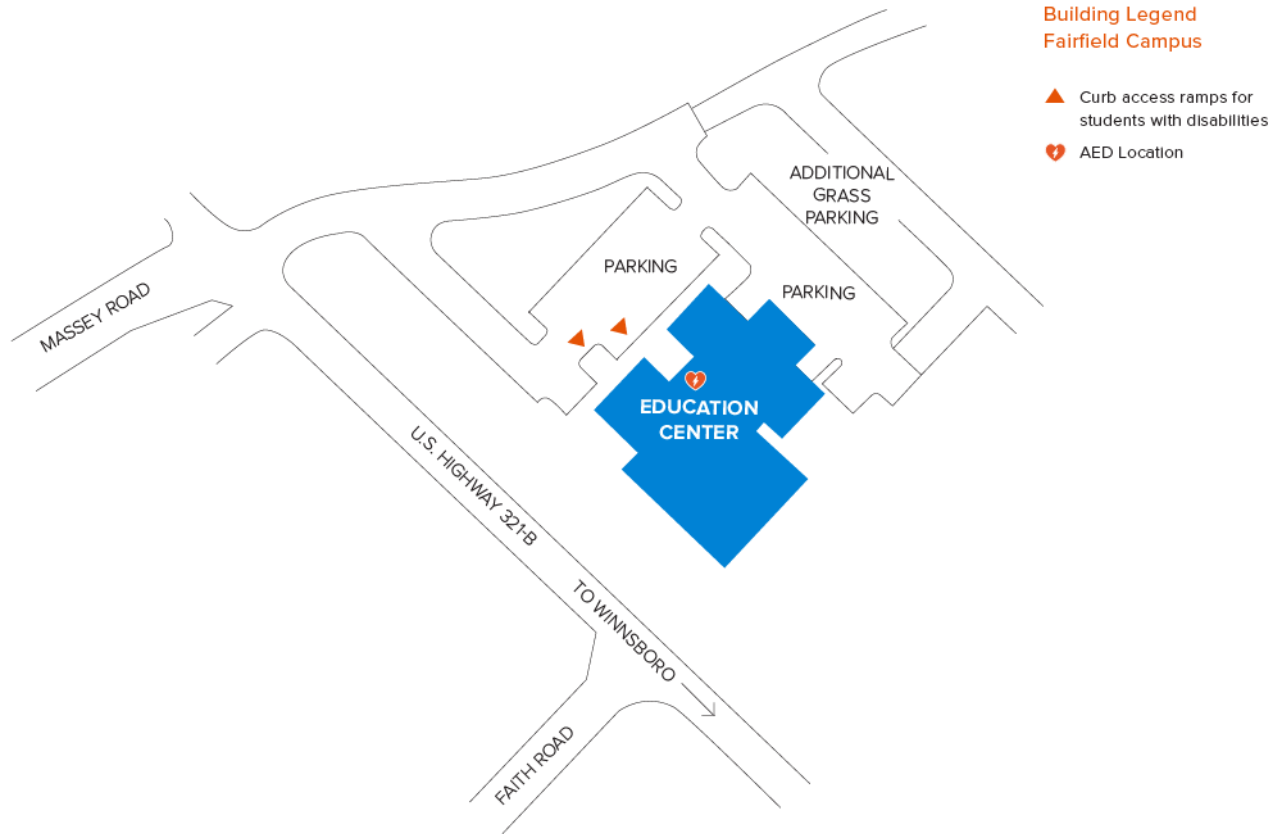 Building Legend
Fairfield Campus
Curb access ramps for
students with disabilities
AED Location
ADDITIONAL
GRASS
PARKING
PARKING
PARKING
MASSEY ROAD
EDUCATION
CENTER
U.S. HIGHWAY 321-B
TO WINNSBORO
FAITH ROAD